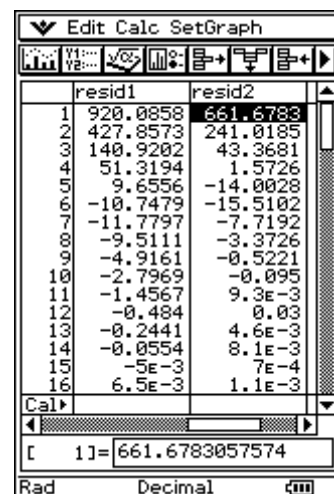 Edit Calc SetGraph
resid1 resid2
1 920.0858 661.6783
2 427.8573 241.0185
3 140.9202 43.3681
4 51.3194 1.5726
5 9.6556 -14.0028
6 -10.7479 -15.5102
7 -11.7797 -7.7192
8 -9.5111 -3.3726
9 -4.9161 -0.5221
10 -2.7969 -0.095
11 -1.4567 9.3E-3
12 -0.484 0.03
13 -0.2441 4.6E-3
14 -0.0554 8.1E-3
15 -5E-3 7E-4
16 6.5E-3 1.1E-3
Cal▸
[ 1]= 661.6783057574
Rad Decimal